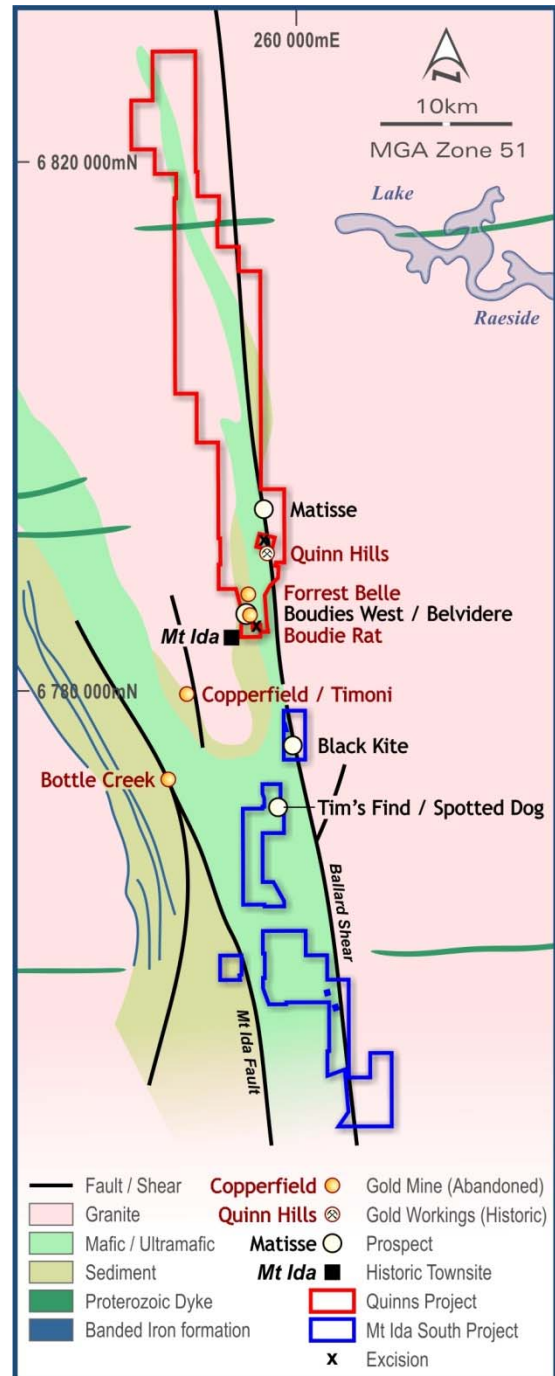 260 000mE
N
10km
MGA Zone 51
6 820 000mN
Lake
Raeside
Matisse
x
Quinn Hills
Forrest Belle
Boudies West / Belvidere
x
Boudie Rat
Mt Ida
6 780 000mN
Copperfield / Timoni
Black Kite
Bottle Creek
Tim's Find / Spotted Dog
Ballard Shear
Mt Ida Fault
Fault / Shear
Granite
Mafic / Ultramafic
Sediment
Proterozoic Dyke
Banded Iron formation
Copperfield Gold Mine (Abandoned)
Quinn Hills Gold Workings (Historic)
Matisse Prospect
Mt Ida Historic Townsite
Quinns Project
Mt Ida South Project
x Excision